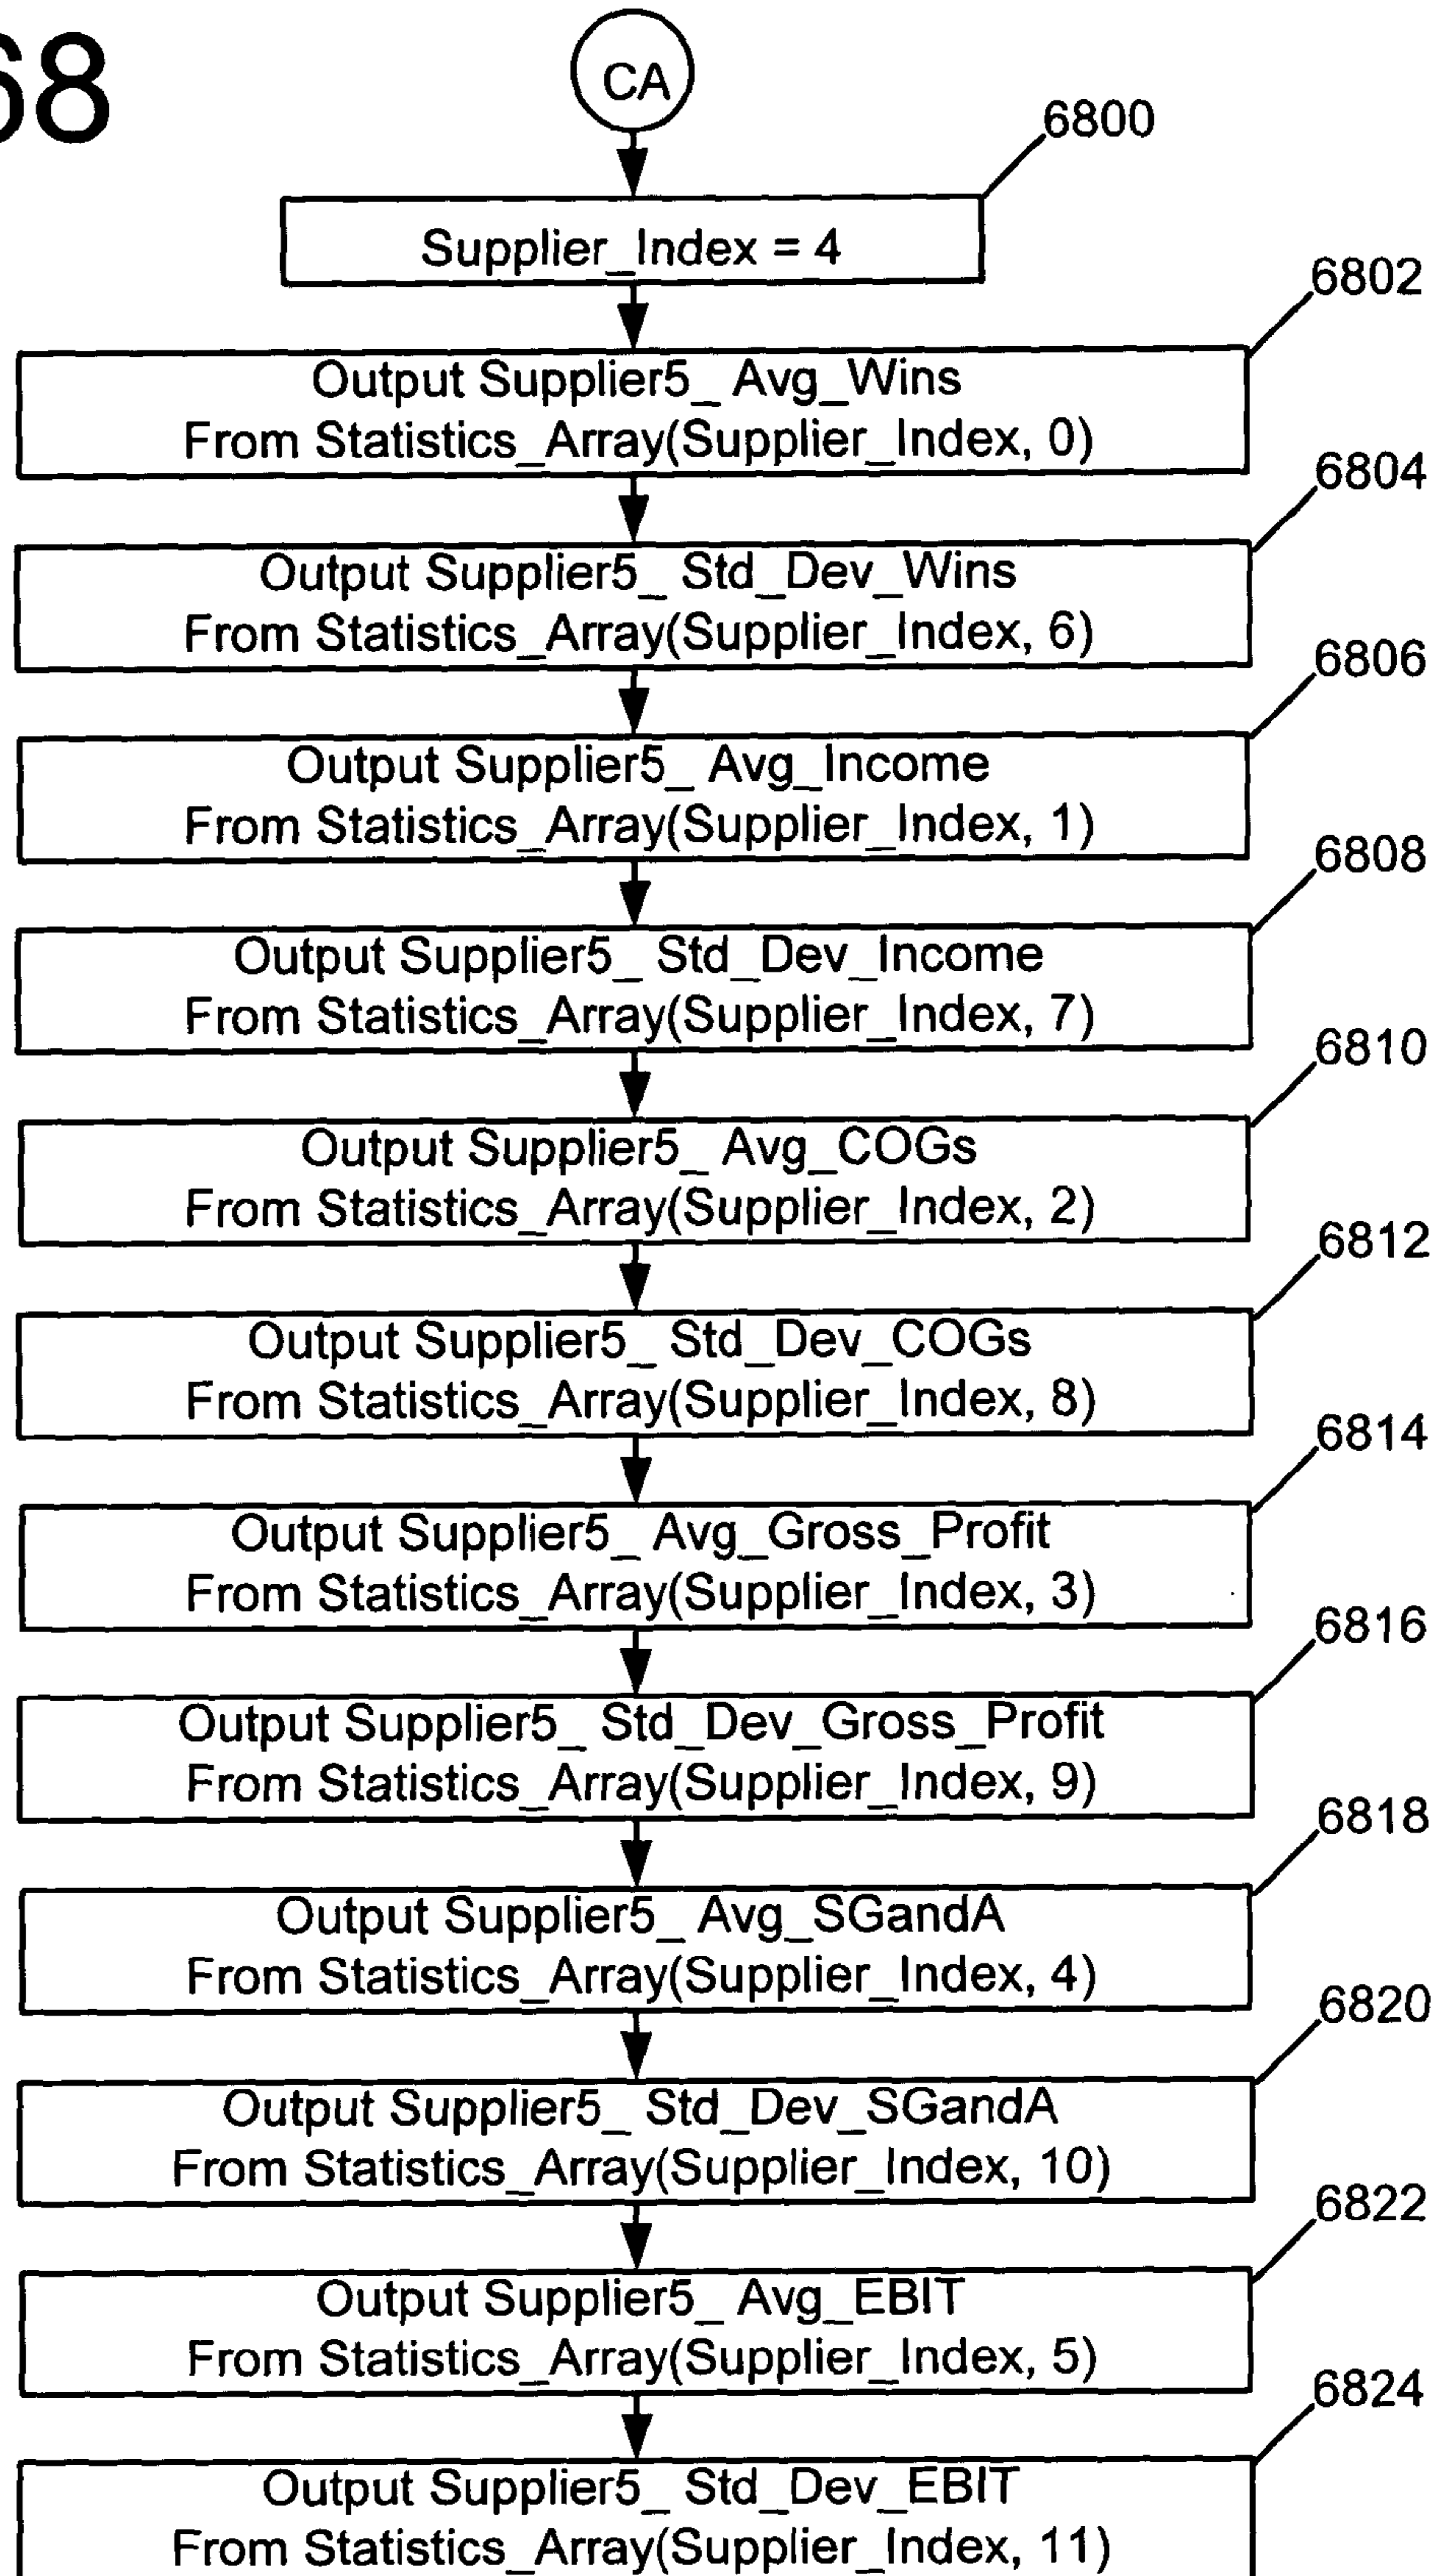 68
CA
6800
Supplier_Index = 4
6802
Output Supplier5_ Avg_Wins
From Statistics_Array(Supplier_Index, 0)
6804
Output Supplier5_ Std_Dev_Wins
From Statistics_Array(Supplier_Index, 6)
6806
Output Supplier5_ Avg_Income
From Statistics_Array(Supplier_Index, 1)
6808
Output Supplier5_ Std_Dev_Income
From Statistics_Array(Supplier_Index, 7)
6810
Output Supplier5_ Avg_COGs
From Statistics_Array(Supplier_Index, 2)
6812
Output Supplier5_ Std_Dev_COGs
From Statistics_Array(Supplier_Index, 8)
6814
Output Supplier5_ Avg_Gross_Profit
From Statistics_Array(Supplier_Index, 3)
6816
Output Supplier5_ Std_Dev_Gross_Profit
From Statistics_Array(Supplier_Index, 9)
6818
Output Supplier5_ Avg_SGandA
From Statistics_Array(Supplier_Index, 4)
6820
Output Supplier5_ Std_Dev_SGandA
From Statistics_Array(Supplier_Index, 10)
6822
Output Supplier5_ Avg_EBIT
From Statistics_Array(Supplier_Index, 5)
6824
Output Supplier5_ Std_Dev_EBIT
From Statistics_Array(Supplier_Index, 11)